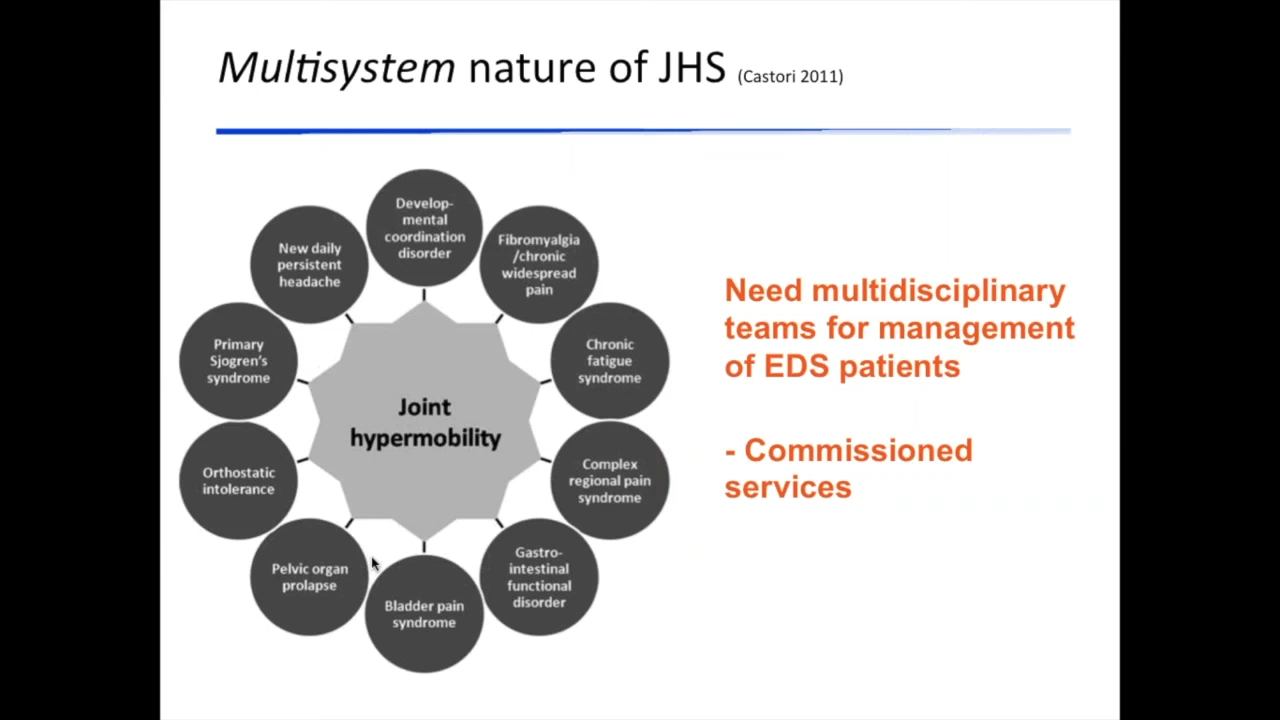 Multisystem nature of JHS (Castori 2011)
Develop-
mental
coordination
disorder
Fibromyalgia
/chronic
widespread
pain
Chronic
fatigue
syndrome
Complex
regional pain
syndrome
Gastro-
intestinal
functional
disorder
Bladder pain
syndrome
Pelvic organ
prolapse
Orthostatic
intolerance
Primary
Sjogren's
syndrome
New daily
persistent
headache
Joint
hypermobility
Need multidisciplinary
teams for management
of EDS patients
- Commissioned
services